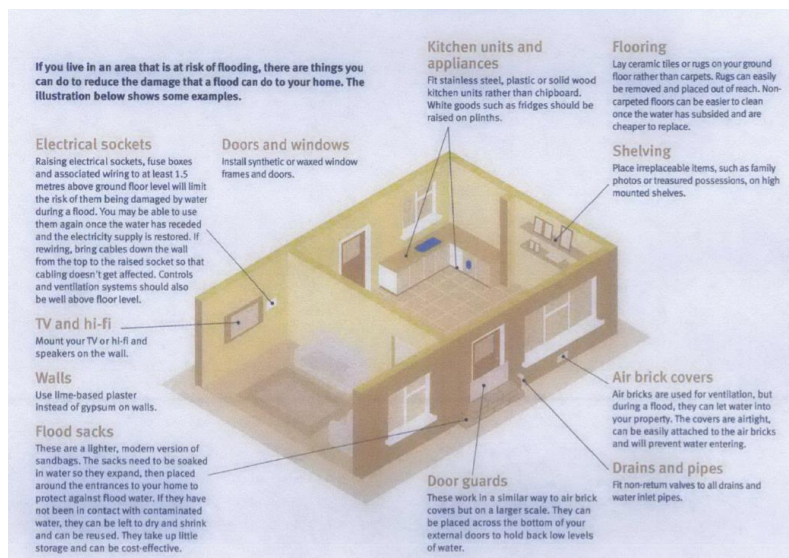 If you live in an area that is at risk of flooding, there are things you
can do to reduce the damage that a flood can do to your home. The
illustration below shows some examples.
Electrical sockets
Raising electrical sockets, fuse boxes
and associated wiring to at least 1.5
metres above ground floor level will limit
the risk of them being damaged by water
during a flood. You may be able to use
them again once the water has receded
and the electricity supply is restored. If
rewiring, bring cables down the wall
from the top to the raised socket so that
cabling doesn't get affected. Controls
and ventilation systems should also
be well above floor level.
TV and hi-fi
Mount your TV or hi-fi and
speakers on the wall.
Walls
Use lime-based plaster
instead of gypsum on walls.
Flood sacks
These are a lighter, modern version of
sandbags. The sacks need to be soaked
in water so they expand, then placed
around the entrances to your home to
protect against flood water. If they have
not been in contact with contaminated
water, they can be left to dry and shrink
and can be reused. They take up little
storage and can be cost-effective.
Doors and windows
Install synthetic or waxed window
frames and doors.
Kitchen units and
appliances
Fit stainless steel, plastic or solid wood
kitchen units rather than chipboard.
White goods such as fridges should be
raised on plinths.
Flooring
Lay ceramic tiles or rugs on your ground
floor rather than carpets. Rugs can easily
be removed and placed out of reach. Non-
carpeted floors can be easier to clean
once the water has subsided and are
cheaper to replace.
Shelving
Place irreplaceable items, such as family
photos or treasured possessions, on high
mounted shelves.
Air brick covers
Air bricks are used for ventilation, but
during a flood, they can let water into
your property. The covers are airtight,
can be easily attached to the air bricks
and will prevent water entering.
Drains and pipes
Fit non-return valves to all drains and
water inlet pipes.
Door guards
These work in a similar way to air brick
covers but on a larger scale. They can
be placed across the bottom of your
external doors to hold back low levels
of water.